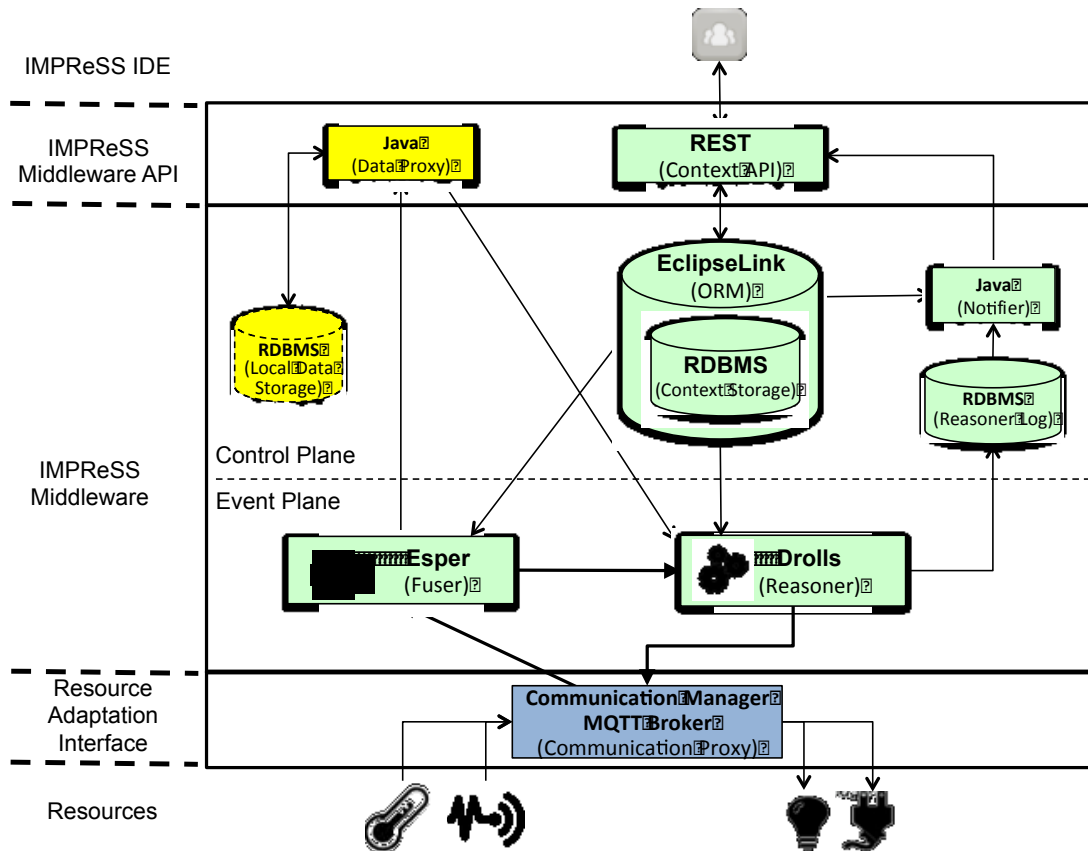 IMPReSS IDE
IMPReSS
Middleware API
Java⍰
(Data⍰Proxy)⍰
REST
(Context⍰API)⍰
EclipseLink
(ORM)⍰
RDBMS
(Context⍰Storage)⍰
Java⍰
(Notifier)⍰
RDBMS⍰
(Local⍰Data⍰
Storage)⍰
RDBMS⍰
(Reasoner⍰Log)⍰
Control Plane
IMPReSS
Middleware
Event Plane
Esper
(Fuser)⍰
Drolls
(Reasoner)⍰
Resource
Adaptation
Interface
Communication⍰Manager⍰
MQTT⍰Broker⍰
(Communication⍰Proxy)⍰
Resources